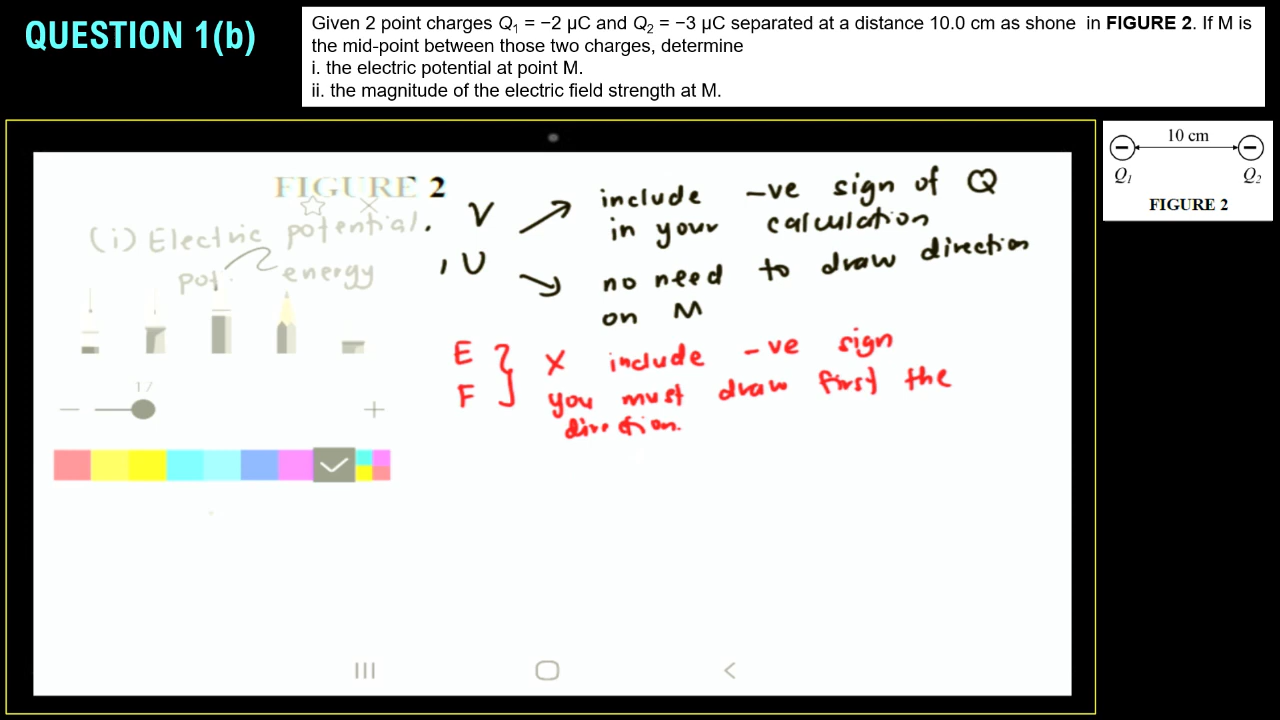 QUESTION 1(b)
Given 2 point charges Q₁ = −2 μC and Q₂ = −3 μC separated at a distance 10.0 cm as shone in FIGURE 2. If M is
the mid-point between those two charges, determine
i. the electric potential at point M.
ii. the magnitude of the electric field strength at M.
10 cm
Q₁ Q₂
FIGURE 2
FIGURE 2
(i) Electric potential, V
pot. energy, U
include -ve sign of Q
in your calculation
no need to draw direction
on M
E
F
x include -ve sign
you must draw first the
direction.
17